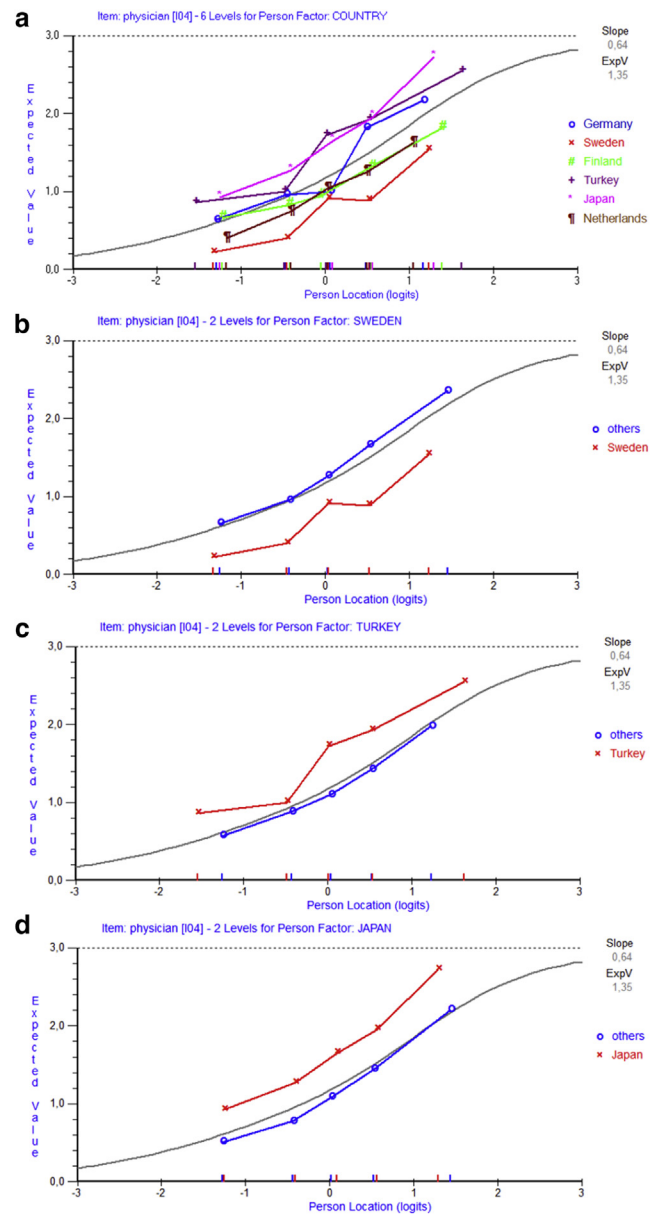 a
Item: physician [I04] - 6 Levels for Person Factor: COUNTRY
Slope
0,64
ExpV
1,35
Expected Value
3,0
2,0
1,0
0,0
Germany
Sweden
Finland
Turkey
Japan
Netherlands
-3 -2 -1 0 1 2 3
Person Location (logits)
b
Item: physician [I04] - 2 Levels for Person Factor: SWEDEN
Slope
0,64
ExpV
1,35
Expected Value
3,0
2,0
1,0
0,0
others
Sweden
-3 -2 -1 0 1 2 3
Person Location (logits)
c
Item: physician [I04] - 2 Levels for Person Factor: TURKEY
Slope
0,64
ExpV
1,35
Expected Value
3,0
2,0
1,0
0,0
others
Turkey
-3 -2 -1 0 1 2 3
Person Location (logits)
d
Item: physician [I04] - 2 Levels for Person Factor: JAPAN
Slope
0,64
ExpV
1,35
Expected Value
3,0
2,0
1,0
0,0
others
Japan
-3 -2 -1 0 1 2 3
Person Location (logits)